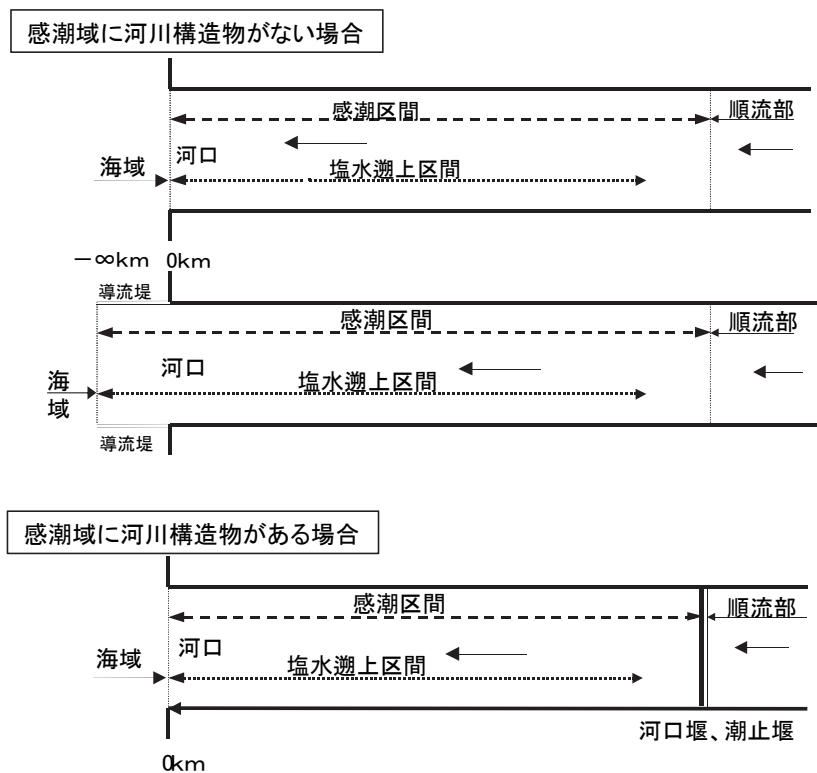 感潮域に河川構造物がない場合
感潮区間
順流部
海域
河口
塩水遡上区間
－∞km 0km
導流堤
感潮区間
順流部
河口
海
域
塩水遡上区間
導流堤
感潮域に河川構造物がある場合
感潮区間
順流部
海域
河口
塩水遡上区間
河口堰、潮止堰
0km